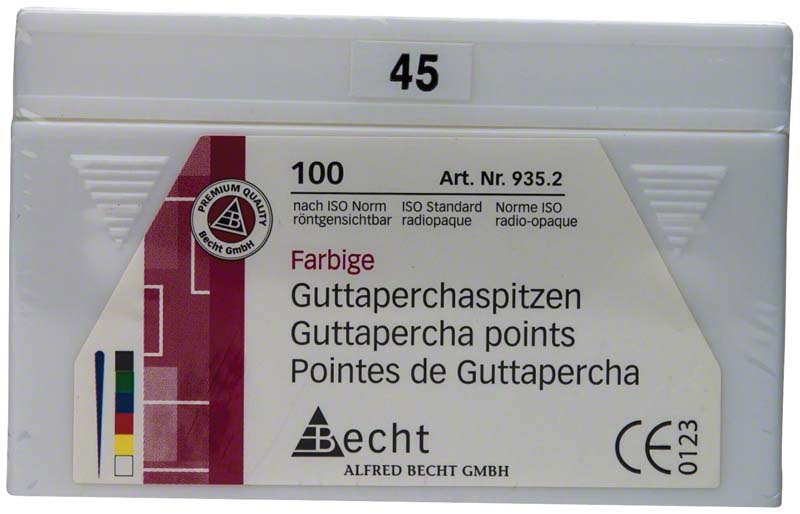 45
100 Art. Nr. 935.2
nach ISO Norm ISO Standard Norme ISO
röntgensichtbar radiopaque radio-opaque
PREMIUM QUALITY
B
Becht GmbH
Farbige
Guttaperchaspitzen
Guttapercha points
Pointes de Guttapercha
Becht
ALFRED BECHT GMBH
CE 0123